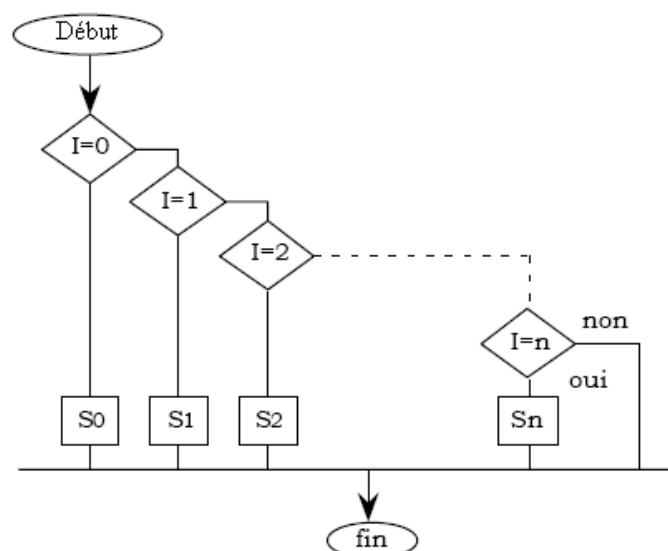 Début
I=0
I=1
I=2
I=n
non
oui
S0
S1
S2
Sn
fin